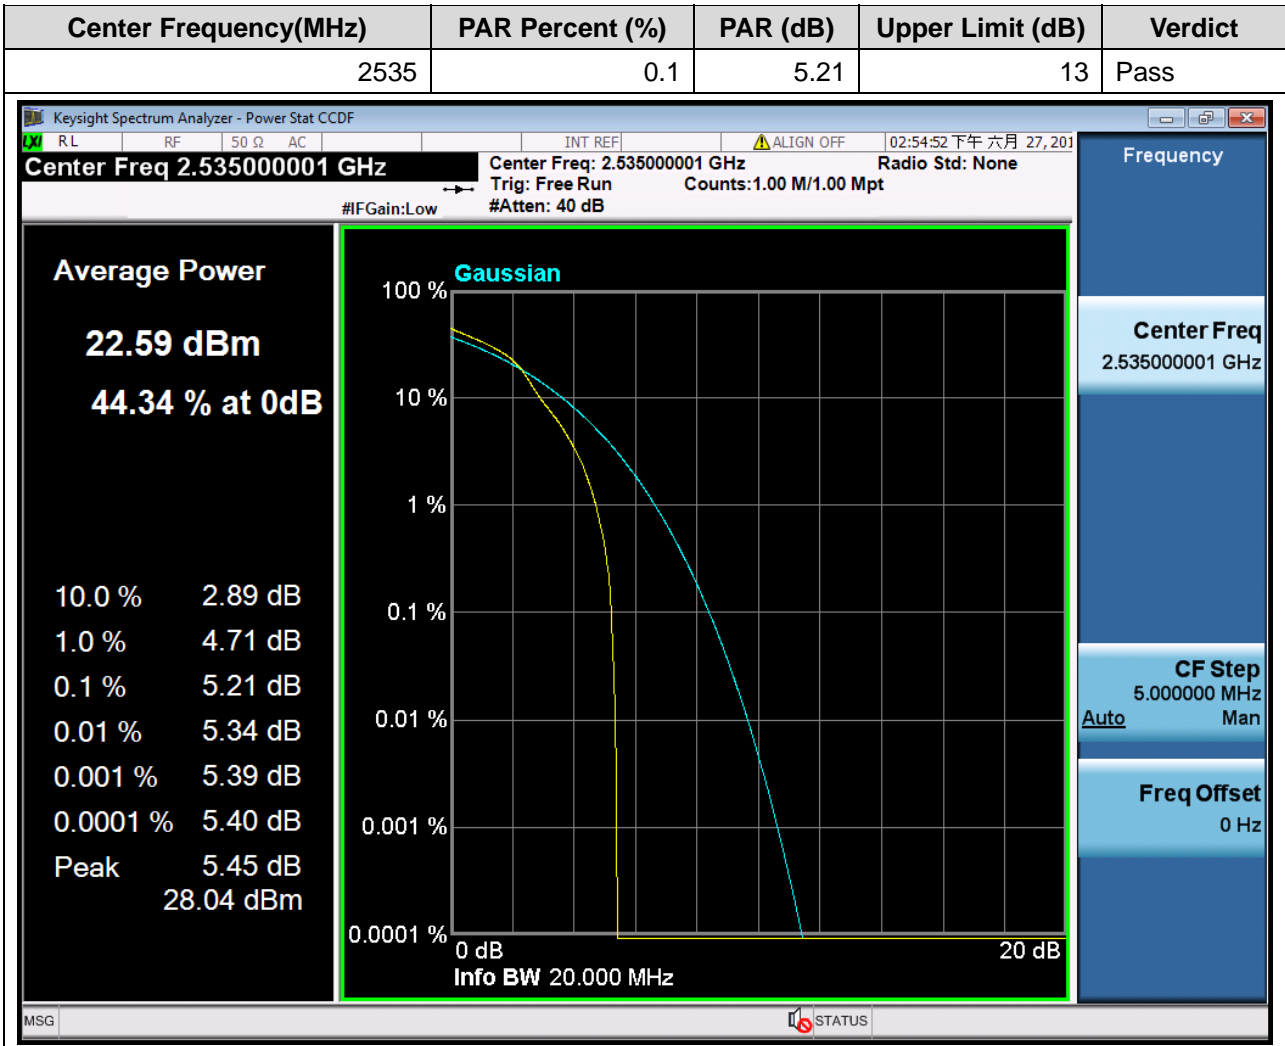 Center Frequency(MHz) PAR Percent (%) PAR (dB) Upper Limit (dB) Verdict
2535 0.1 5.21 13 Pass
Keysight Spectrum Analyzer - Power Stat CCDF
LXI RL RF 50 Ω AC INT REF ALIGN OFF 02:54:52 下午 六月 27, 201
Center Freq 2.535000001 GHz
Center Freq: 2.535000001 GHz Radio Std: None
Trig: Free Run Counts:1.00 M/1.00 Mpt
#IFGain:Low #Atten: 40 dB
Average Power
22.59 dBm
44.34 % at 0dB
10.0 % 2.89 dB
1.0 % 4.71 dB
0.1 % 5.21 dB
0.01 % 5.34 dB
0.001 % 5.39 dB
0.0001 % 5.40 dB
Peak 5.45 dB
28.04 dBm
Gaussian
100 %
10 %
1 %
0.1 %
0.01 %
0.001 %
0.0001 %
0 dB 20 dB
Info BW 20.000 MHz
Frequency
Center Freq
2.535000001 GHz
CF Step
5.000000 MHz
Auto Man
Freq Offset
0 Hz
MSG STATUS